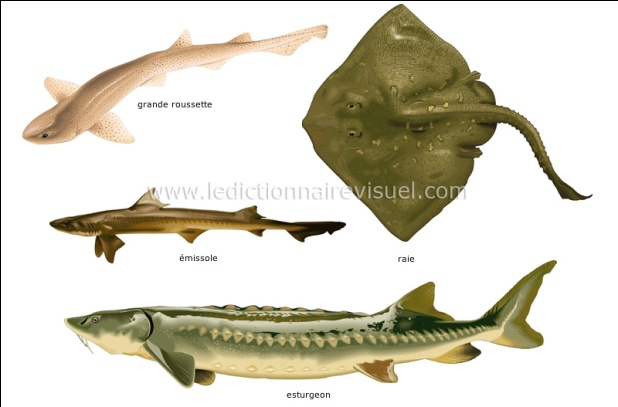 grande roussette
www.ledictionnairevisuel.com
émissole
raie
esturgeon